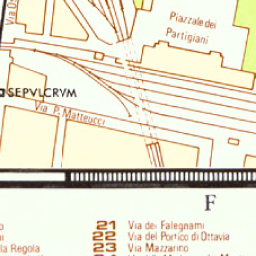 Piazzale dei
Partigiani
SEPVLCRVM
Via P. Matteucci
F
21 Via dei Falegnami
22 Via del Portico di Ottavia
la Regola
23 Via Mazzarino